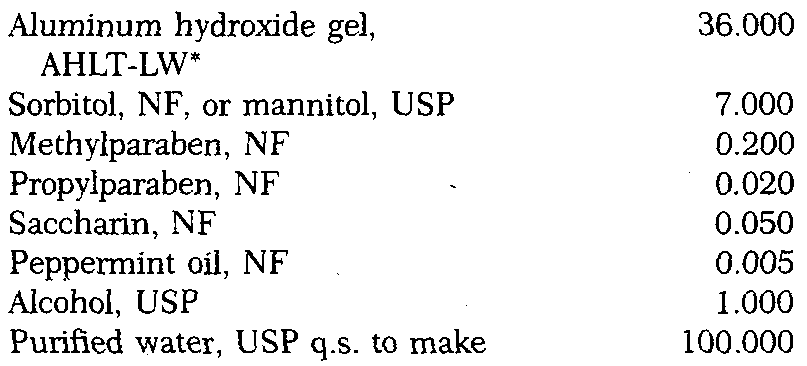 Aluminum hydroxide gel, 36.000
AHLT-LW*
Sorbitol, NF, or mannitol, USP 7.000
Methylparaben, NF 0.200
Propylparaben, NF 0.020
Saccharin, NF 0.050
Peppermint oil, NF 0.005
Alcohol, USP 1.000
Purified water, USP q.s. to make 100.000